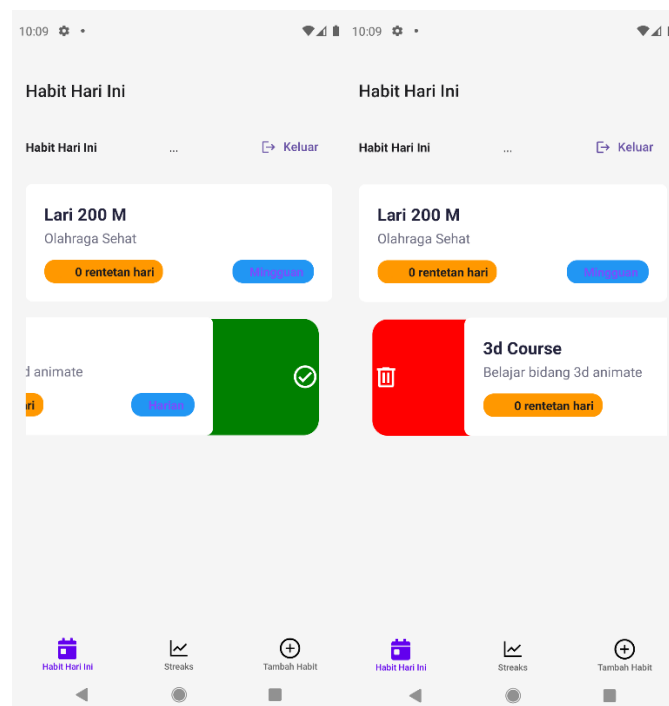 10:09
Habit Hari Ini
Habit Hari Ini ... Keluar
Lari 200 M
Olahraga Sehat
0 rentetan hari Mingguan
d animate
ri Harian
Habit Hari Ini Streaks Tambah Habit
10:09
Habit Hari Ini
Habit Hari Ini ... Keluar
Lari 200 M
Olahraga Sehat
0 rentetan hari Mingguan
3d Course
Belajar bidang 3d animate
0 rentetan hari
Habit Hari Ini Streaks Tambah Habit